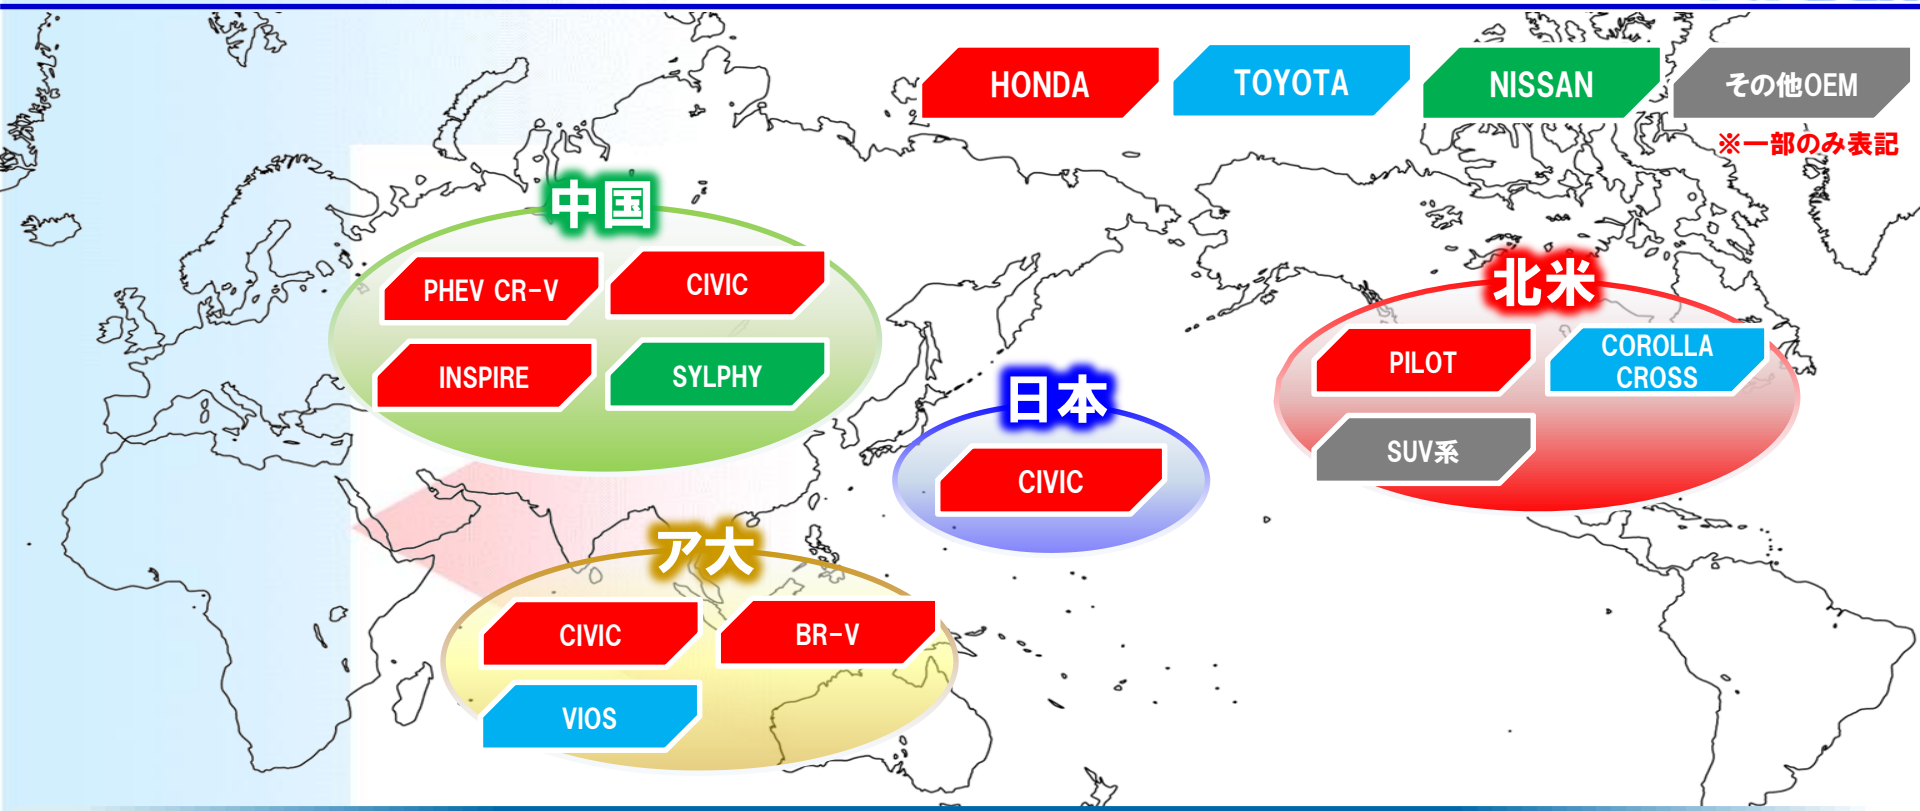 HONDA
TOYOTA
NISSAN
その他OEM
※一部のみ表記
中国
PHEV CR-V
CIVIC
INSPIRE
SYLPHY
日本
CIVIC
北米
PILOT
COROLLA
CROSS
SUV系
ア大
CIVIC
BR-V
VIOS